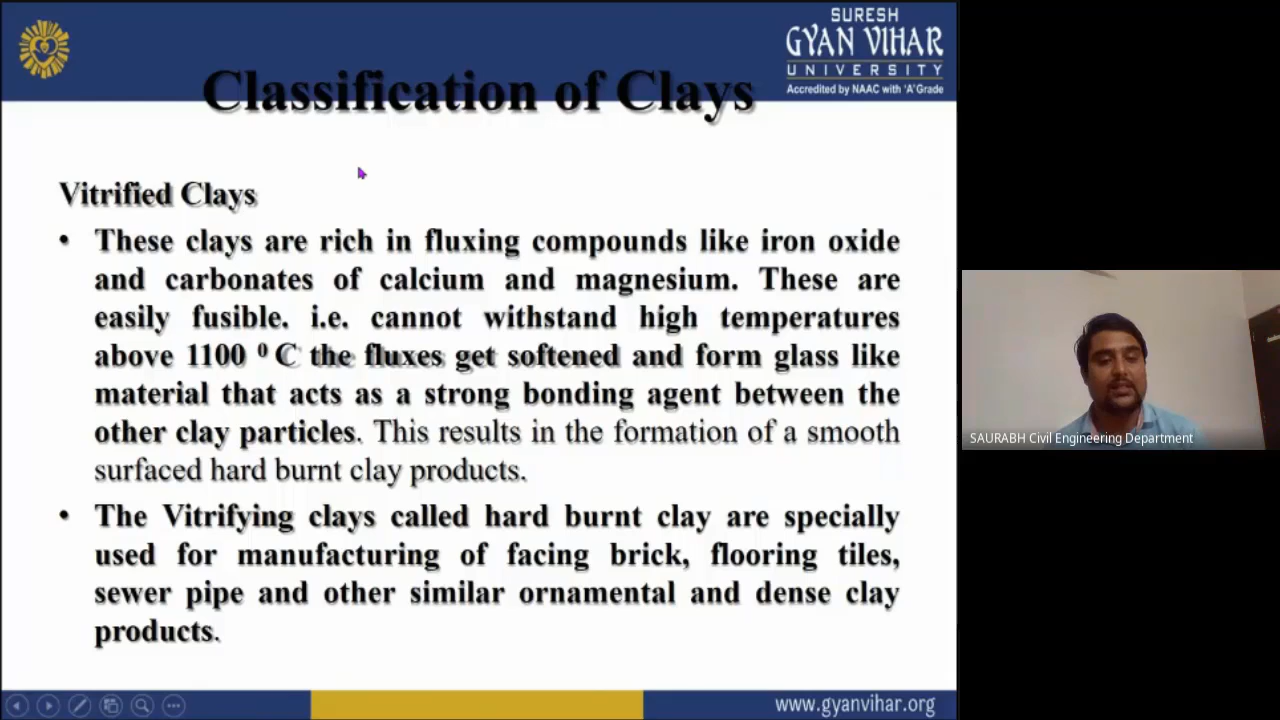 SURESH
GYAN VIHAR
UNIVERSITY
Accredited by NAAC with 'A' Grade
Classification of Clays
Vitrified Clays
• These clays are rich in fluxing compounds like iron oxide
and carbonates of calcium and magnesium. These are
easily fusible. i.e. cannot withstand high temperatures
above 1100 ⁰ C the fluxes get softened and form glass like
material that acts as a strong bonding agent between the
other clay particles. This results in the formation of a smooth
surfaced hard burnt clay products.
• The Vitrifying clays called hard burnt clay are specially
used for manufacturing of facing brick, flooring tiles,
sewer pipe and other similar ornamental and dense clay
products.
www.gyanvihar.org
SAURABH Civil Engineering Department